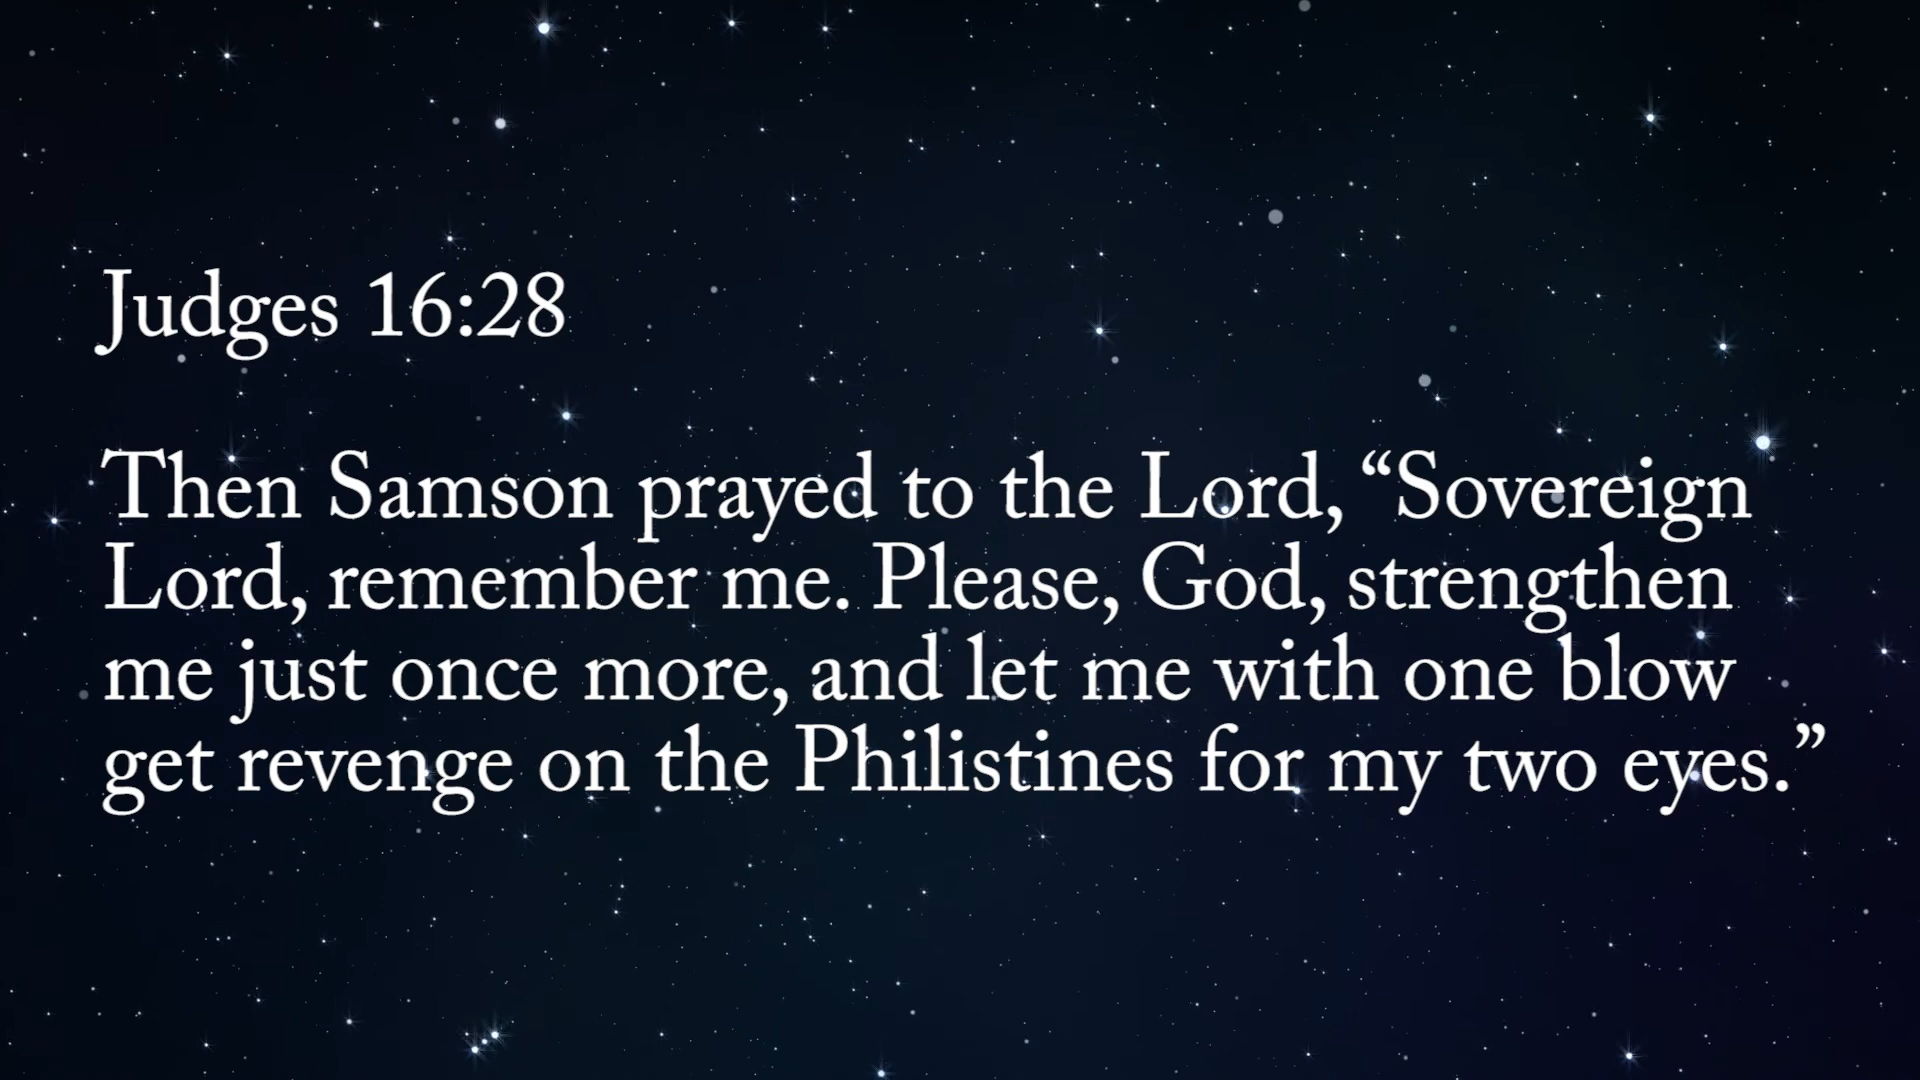 Judges 16:28
Then Samson prayed to the Lord, “Sovereign
Lord, remember me. Please, God, strengthen
me just once more, and let me with one blow
get revenge on the Philistines for my two eyes.”